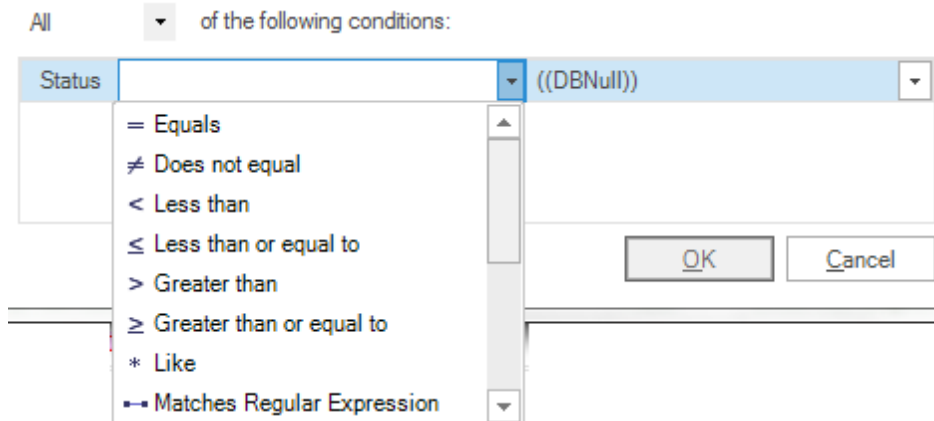 All of the following conditions:
Status ((DBNull))
= Equals
≠ Does not equal
< Less than
≤ Less than or equal to
> Greater than
≥ Greater than or equal to
* Like
Matches Regular Expression
OK Cancel